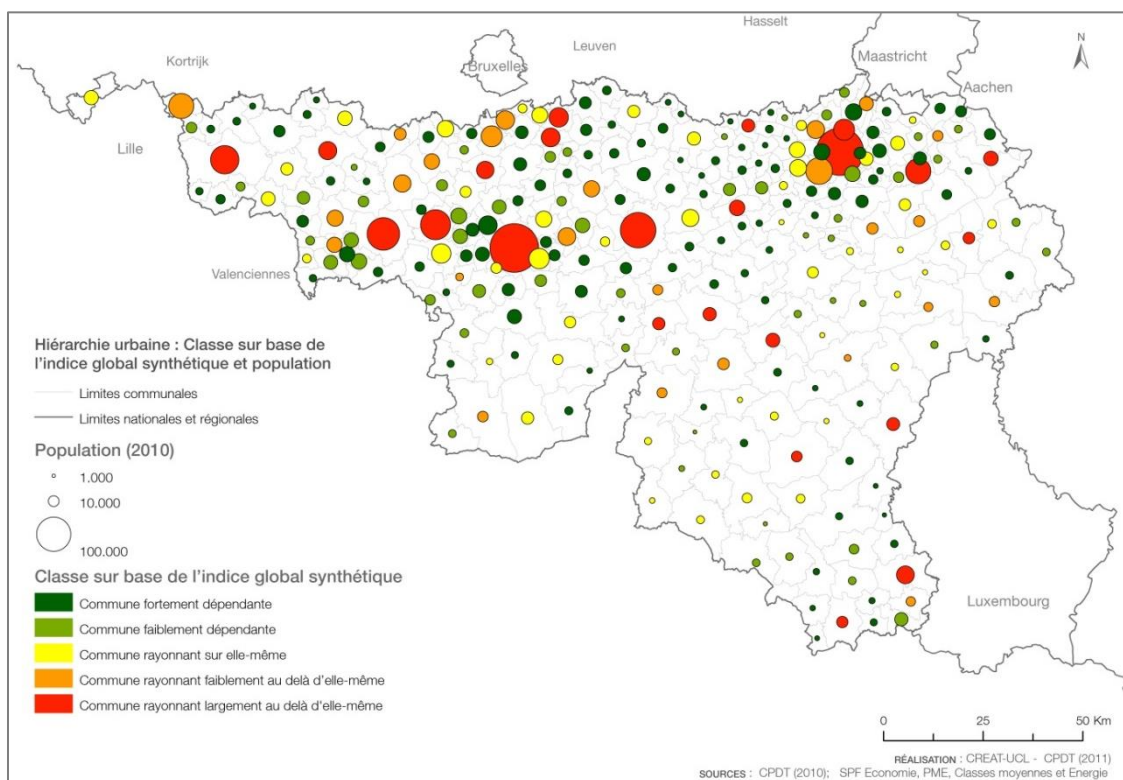 Hasselt
Leuven
Kortrijk
Bruxelles
Maastricht
Aachen
N
Lille
Valenciennes
Luxembourg
Hiérarchie urbaine : Classe sur base de
l'indice global synthétique et population
Limites communales
Limites nationales et régionales
Population (2010)
1.000
10.000
100.000
Classe sur base de l'indice global synthétique
Commune fortement dépendante
Commune faiblement dépendante
Commune rayonnant sur elle-même
Commune rayonnant faiblement au delà d'elle-même
Commune rayonnant largement au delà d'elle-même
0 25 50 Km
RÉALISATION : CREAT-UCL - CPDT (2011)
SOURCES : CPDT (2010); SPF Economie, PME, Classes moyennes et Energie